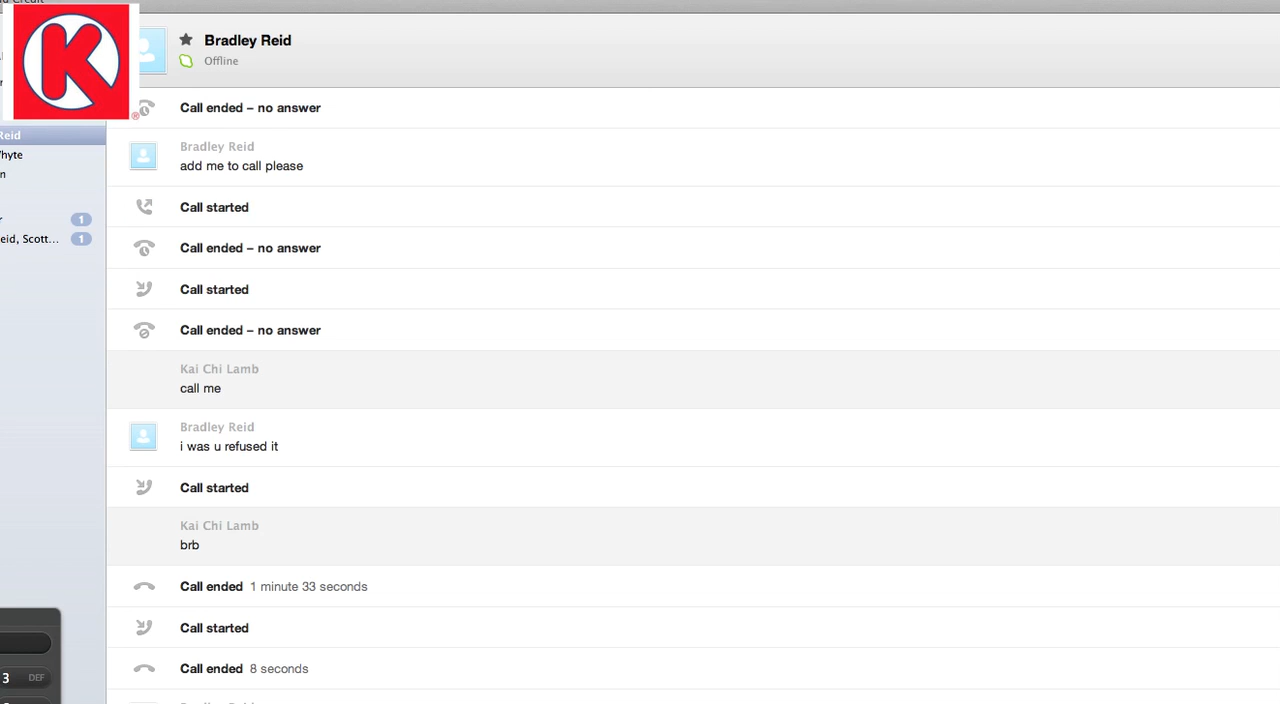 K
®
Bradley Reid
Offline
Reid
hyte
n
r
1
eid, Scott...
1
Call ended – no answer
Bradley Reid
add me to call please
Call started
Call ended – no answer
Call started
Call ended – no answer
Kai Chi Lamb
call me
Bradley Reid
i was u refused it
Call started
Kai Chi Lamb
brb
Call ended 1 minute 33 seconds
Call started
Call ended 8 seconds
3 DEF